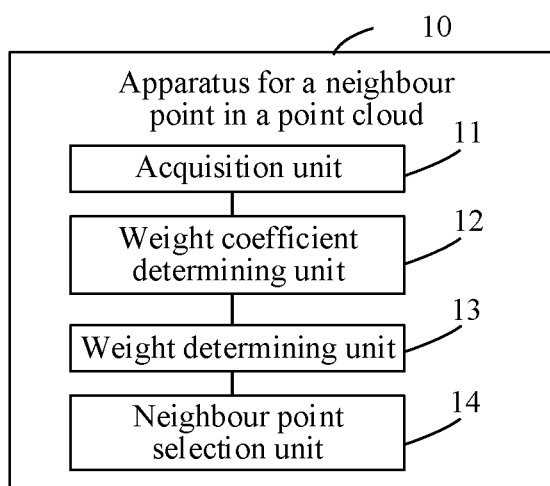 10
Apparatus for a neighbour
point in a point cloud
11
Acquisition unit
12
Weight coefficient
determining unit
13
Weight determining unit
14
Neighbour point
selection unit